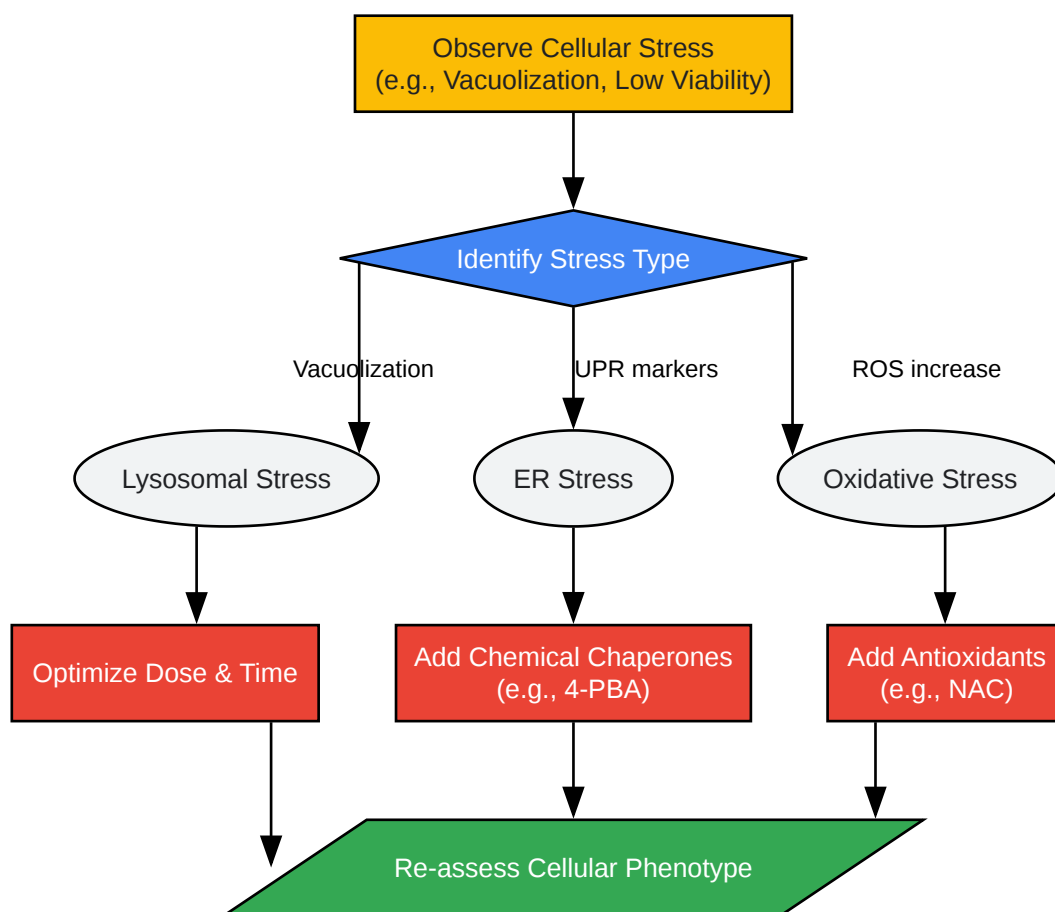 Observe Cellular Stress
(e.g., Vacuolization, Low Viability)
Identify Stress Type
Vacuolization
UPR markers
ROS increase
Lysosomal Stress
ER Stress
Oxidative Stress
Optimize Dose & Time
Add Chemical Chaperones
(e.g., 4-PBA)
Add Antioxidants
(e.g., NAC)
Re-assess Cellular Phenotype